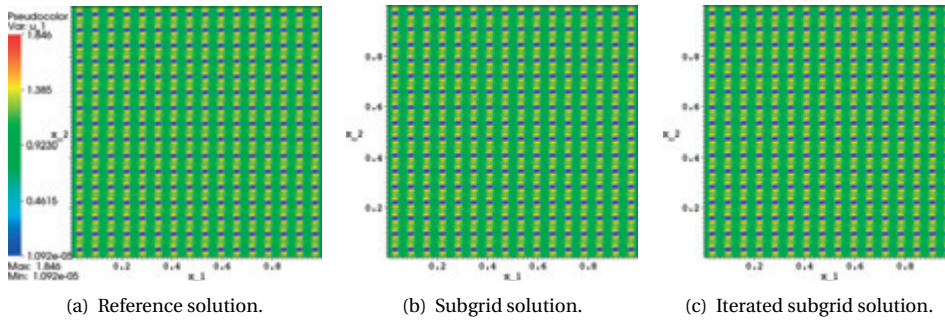 Pseudocolor
Var: u_1
1.846
1.385
0.9230
0.4615
1.092e-05
Max: 1.846
Min: 1.092e-05
x_2
0.2 0.4 0.6 0.8
x_1
0.8
0.6
x_2
0.4
0.2
0.2 0.4 0.6 0.8
x_1
0.8
0.6
x_2
0.4
0.2
0.2 0.4 0.6 0.8
x_1
(a) Reference solution.
(b) Subgrid solution.
(c) Iterated subgrid solution.